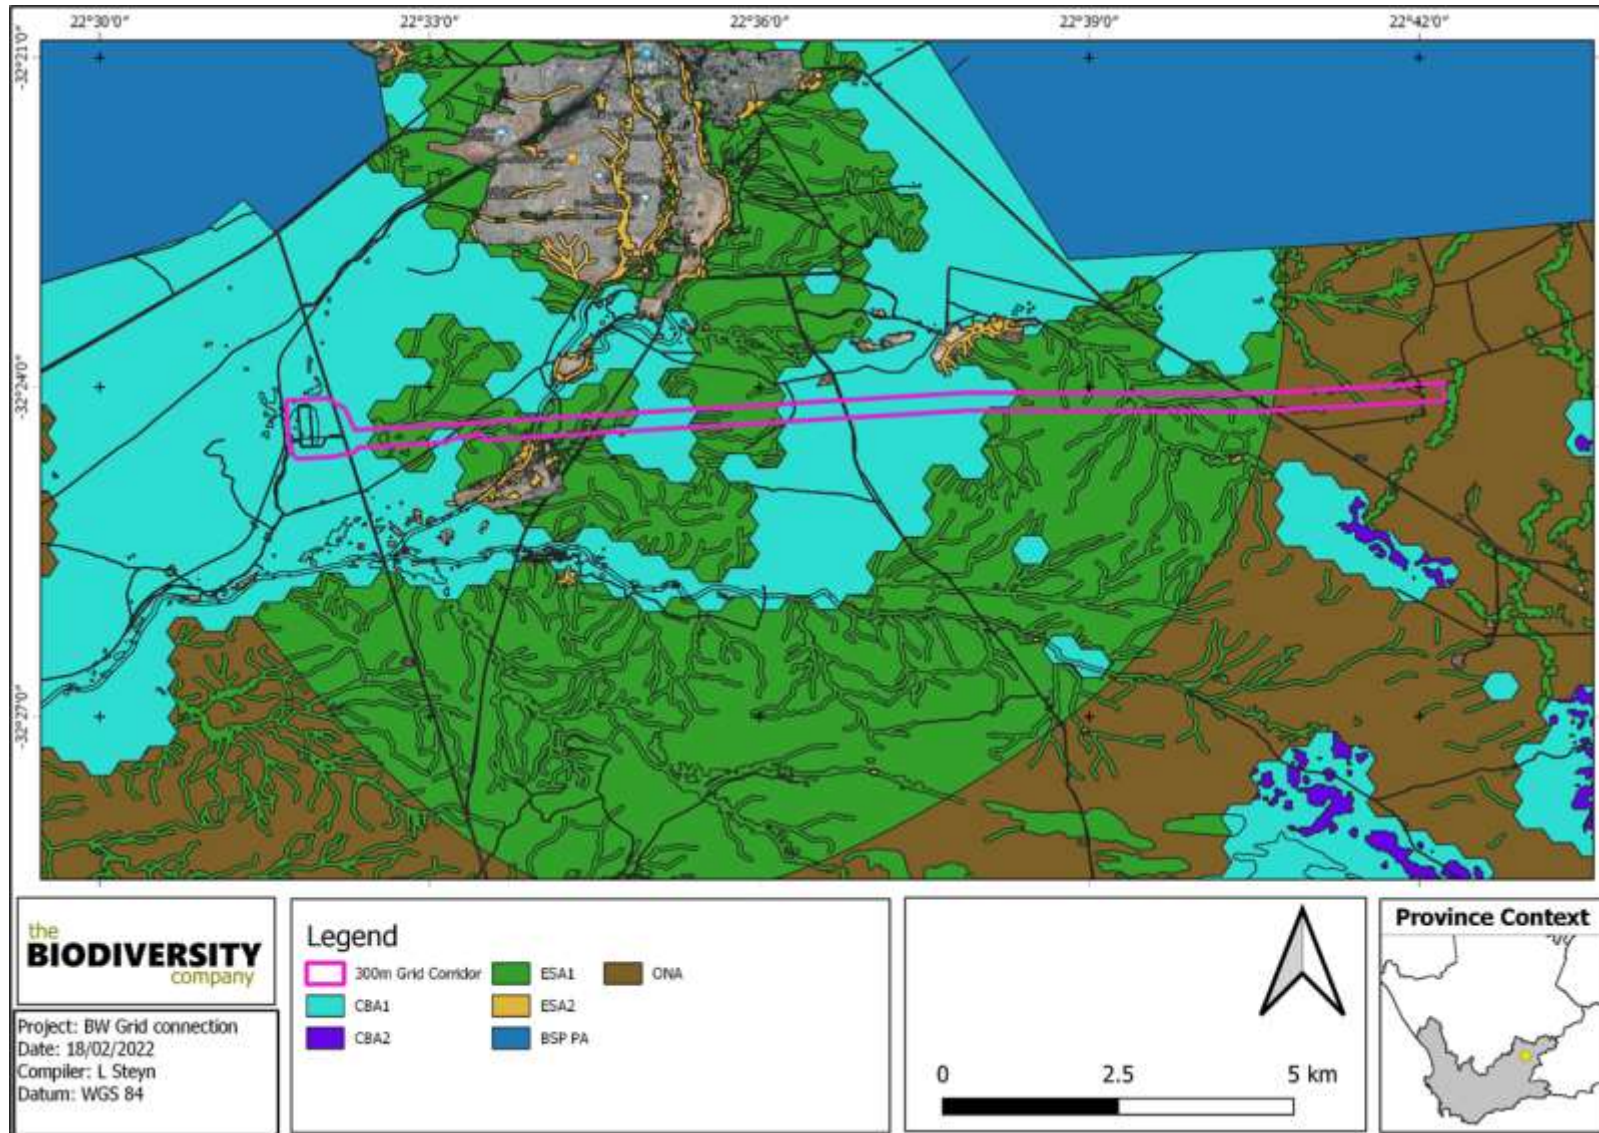 22°30'0" 22°33'0" 22°36'0" 22°39'0" 22°42'0"
-32°21'0"
-32°24'0"
-32°27'0"
the
BIODIVERSITY
company
Project: BW Grid connection
Date: 18/02/2022
Compiler: L Steyn
Datum: WGS 84
Legend
300m Grid Corridor
CBA1
CBA2
ESA1
ESA2
BSP PA
ONA
0 2.5 5 km
Province Context